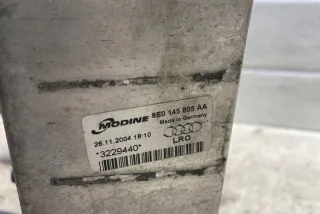 MODINE 8E0 145 805 AA
Made in Germany
26.11.2004 18:10
LRO
*3229440*